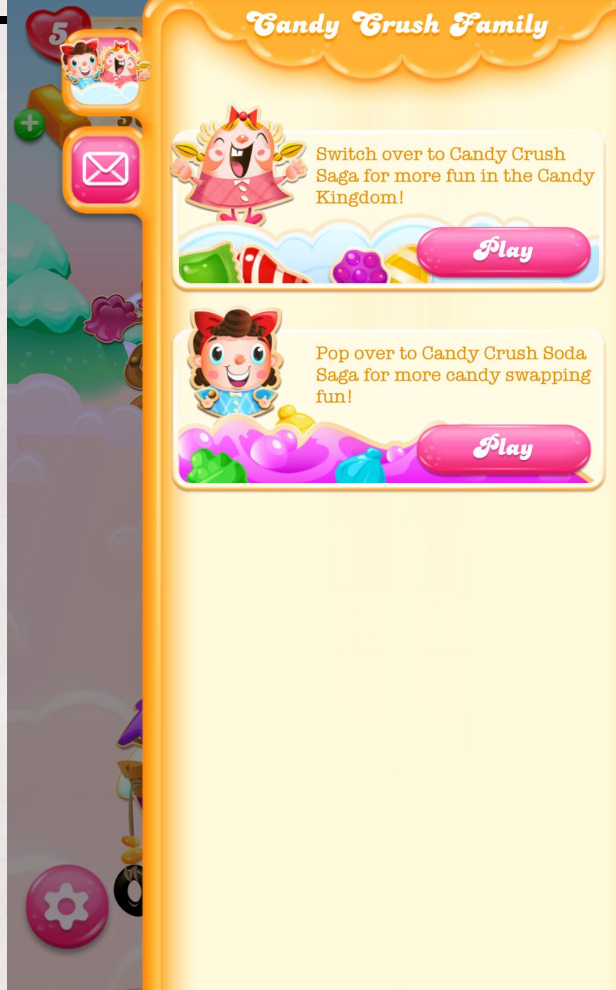 Candy Crush Family
5
Switch over to Candy Crush
Saga for more fun in the Candy
Kingdom!
Play
Pop over to Candy Crush Soda
Saga for more candy swapping
fun!
Play